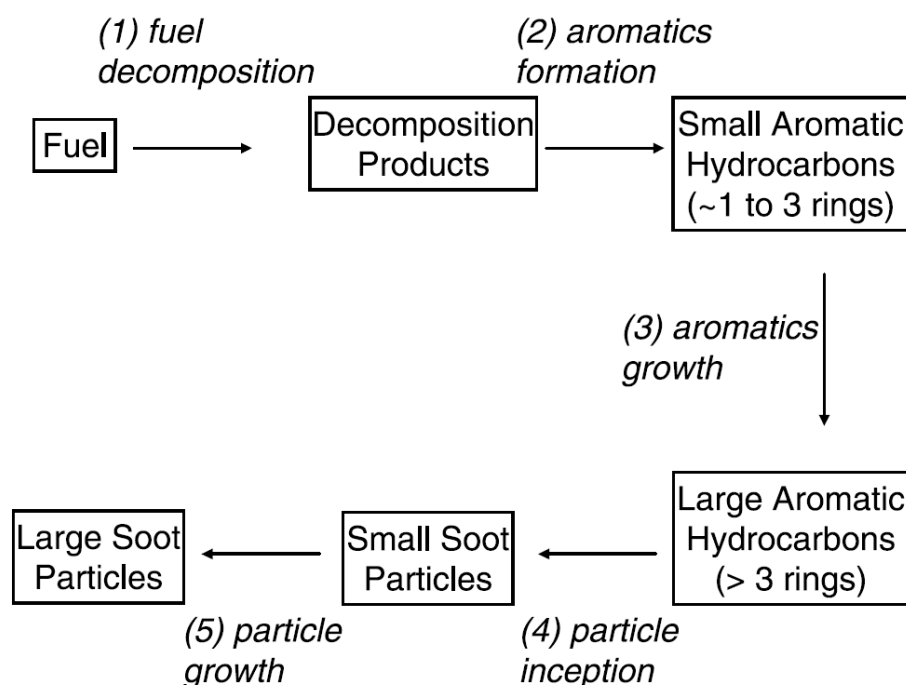 (1) fuel
decomposition
(2) aromatics
formation
Fuel
Decomposition
Products
Small Aromatic
Hydrocarbons
(~1 to 3 rings)
(3) aromatics
growth
Large Soot
Particles
Small Soot
Particles
Large Aromatic
Hydrocarbons
(> 3 rings)
(5) particle
growth
(4) particle
inception